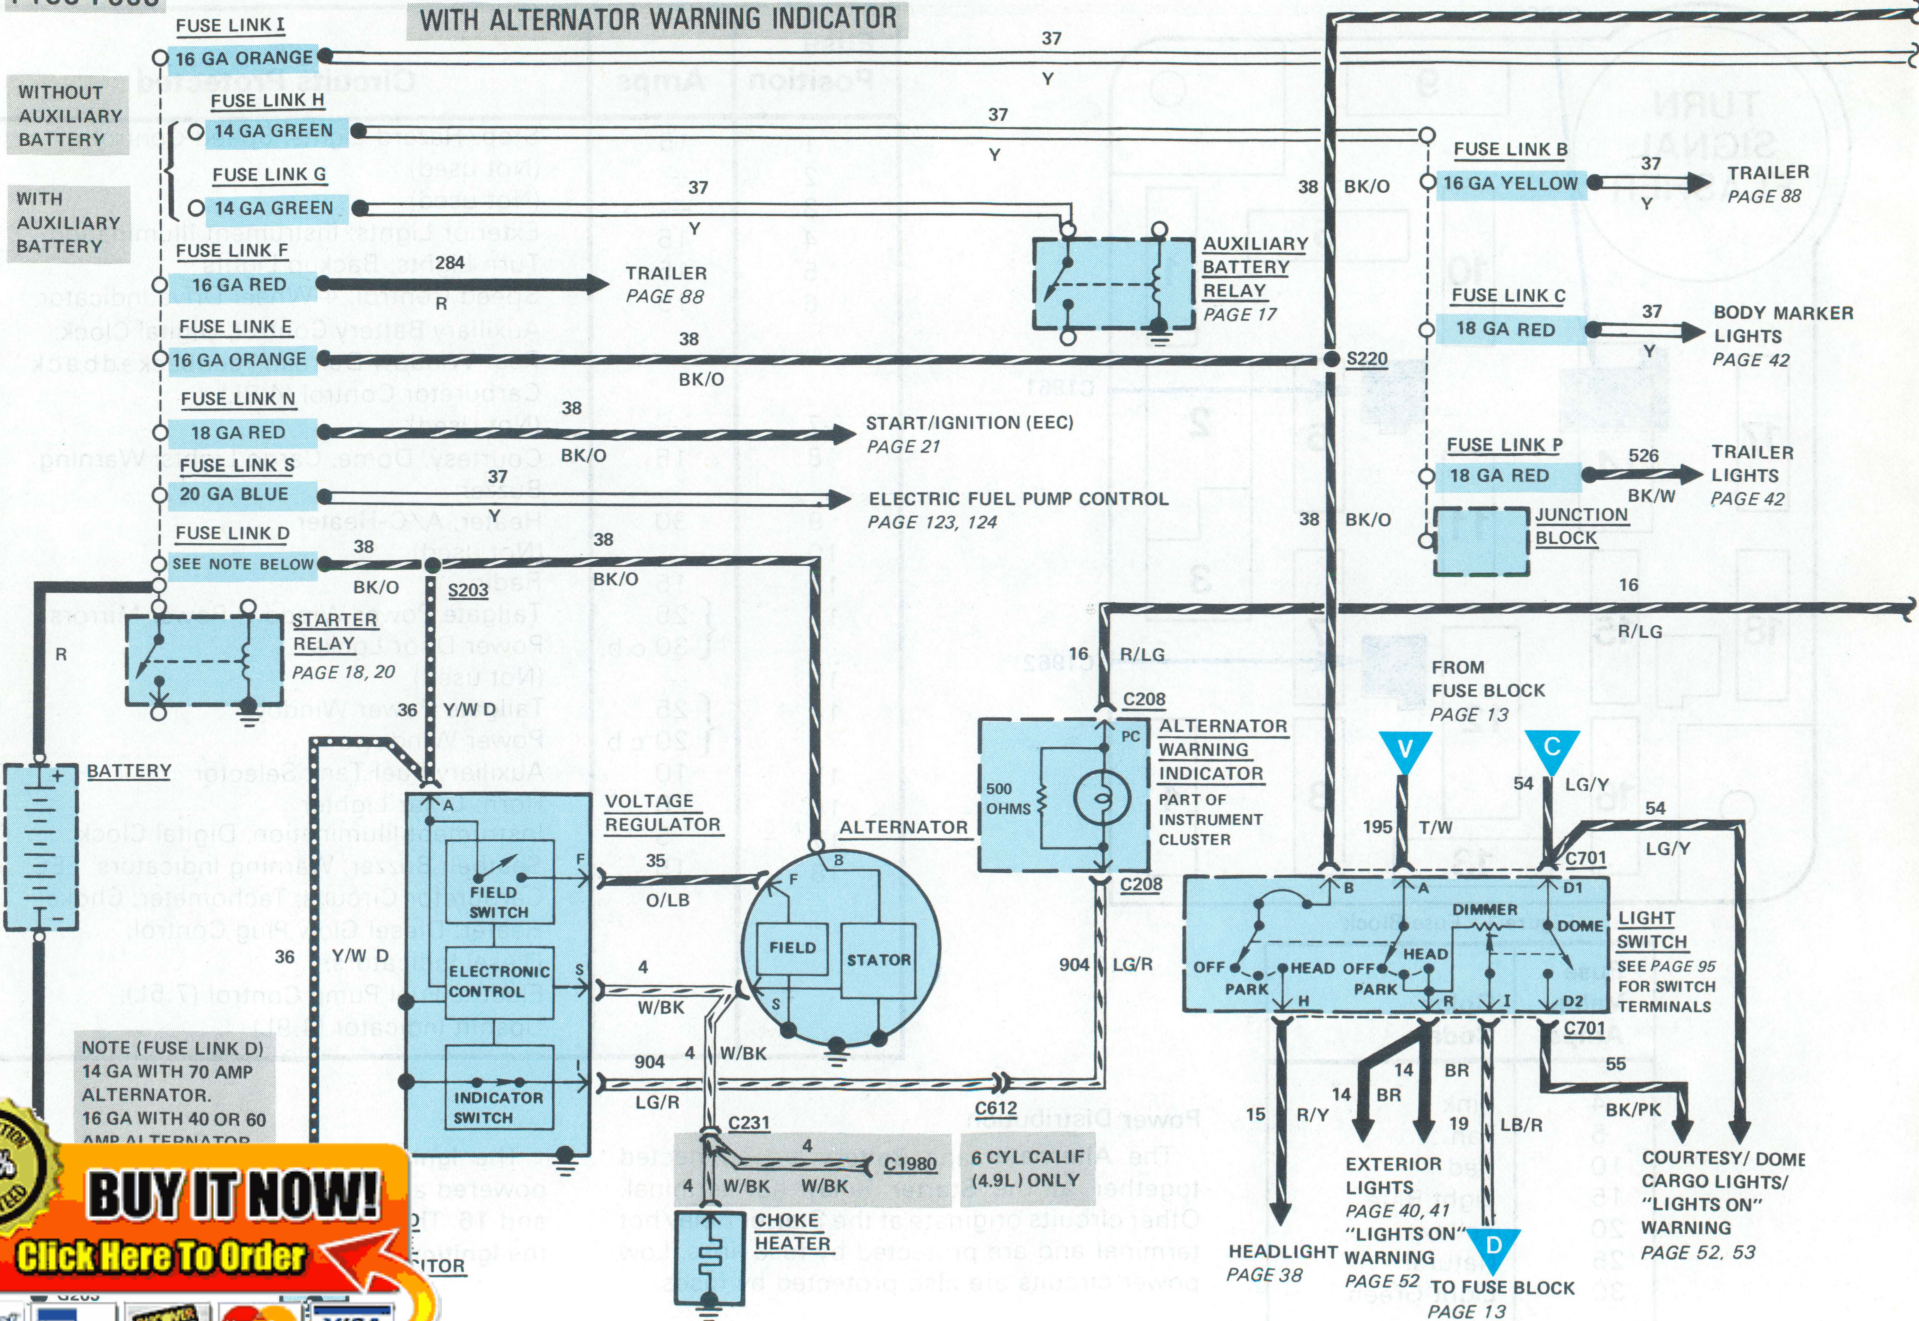 WITH ALTERNATOR WARNING INDICATOR
FUSE LINK I
16 GA ORANGE
37
Y
WITHOUT
AUXILIARY
BATTERY
FUSE LINK H
14 GA GREEN
37
Y
WITH
AUXILIARY
BATTERY
FUSE LINK G
14 GA GREEN
37
Y
FUSE LINK F
16 GA RED
284
R
TRAILER
PAGE 88
AUXILIARY
BATTERY
RELAY
PAGE 17
38 BK/O
FUSE LINK B
16 GA YELLOW
37
Y
TRAILER
PAGE 88
FUSE LINK E
16 GA ORANGE
38
BK/O
S220
FUSE LINK C
18 GA RED
37
Y
BODY MARKER
LIGHTS
PAGE 42
FUSE LINK N
18 GA RED
38
BK/O
START/IGNITION (EEC)
PAGE 21
FUSE LINK P
18 GA RED
526
BK/W
TRAILER
LIGHTS
PAGE 42
FUSE LINK S
20 GA BLUE
37
Y
ELECTRIC FUEL PUMP CONTROL
PAGE 123, 124
38 BK/O
JUNCTION
BLOCK
FUSE LINK D
SEE NOTE BELOW
38
BK/O
S203
38
BK/O
16
R/LG
R
STARTER
RELAY
PAGE 18, 20
36 Y/W D
16 R/LG
FROM
FUSE BLOCK
PAGE 13
+
BATTERY
-
A
VOLTAGE
REGULATOR
F
FIELD
SWITCH
35
O/LB
ALTERNATOR
B
F
FIELD
STATOR
S
C208
PC
500
OHMS
ALTERNATOR
WARNING
INDICATOR
PART OF
INSTRUMENT
CLUSTER
C208
V
C
195 T/W
54 LG/Y
54
LG/Y
C701
B A D1
DIMMER
DOME
HEAD
OFF
PARK
HEAD
OFF
PARK
H R I D2
LIGHT
SWITCH
SEE PAGE 95
FOR SWITCH
TERMINALS
C701
36 Y/W D
ELECTRONIC
CONTROL
S
4
W/BK
904 LG/R
NOTE (FUSE LINK D)
14 GA WITH 70 AMP
ALTERNATOR.
16 GA WITH 40 OR 60
AMP ALTERNATOR
INDICATOR
SWITCH
I
904
LG/R
4 W/BK
C612
C231
4
W/BK
C1980
6 CYL CALIF
(4.9L) ONLY
4 W/BK
CHOKE
HEATER
15 R/Y
14 BR
14 BR
19 LB/R
55
BK/PK
HEADLIGHT
PAGE 38
EXTERIOR
LIGHTS
PAGE 40, 41
"LIGHTS ON"
WARNING
PAGE 52
D
TO FUSE BLOCK
PAGE 13
COURTESY/DOME
CARGO LIGHTS/
"LIGHTS ON"
WARNING
PAGE 52, 53
BUY IT NOW!
Click Here To Order
VISA